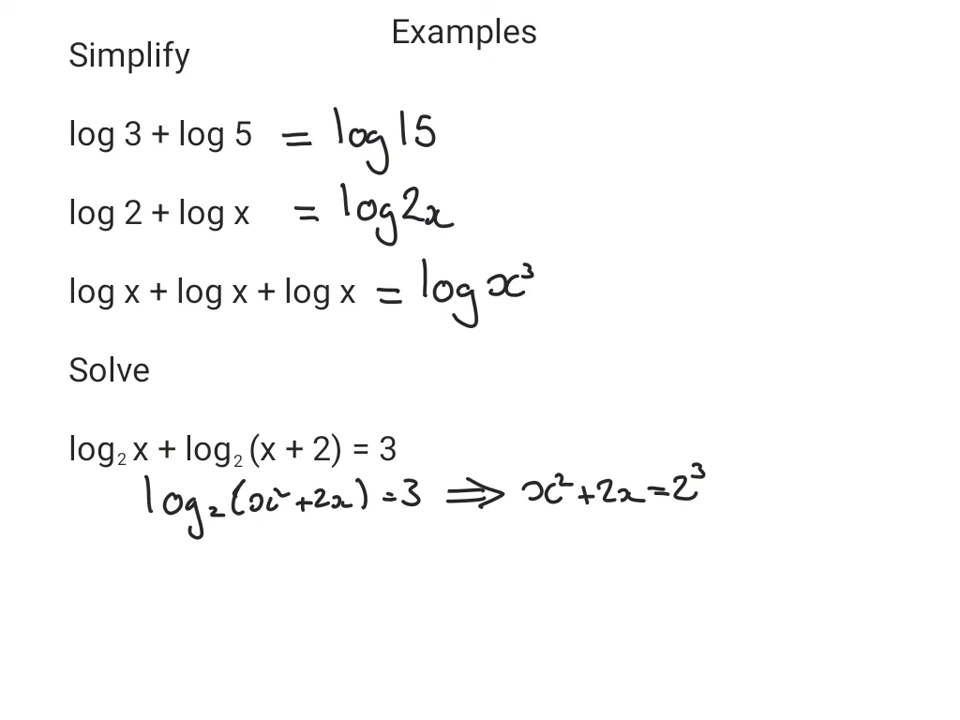 Examples
Simplify
log 3 + log 5 = log 15
log 2 + log x = log 2x
log x + log x + log x = log x³
Solve
log₂ x + log₂ (x + 2) = 3
log₂ (x² + 2x) = 3 ⟹ x² + 2x = 2³